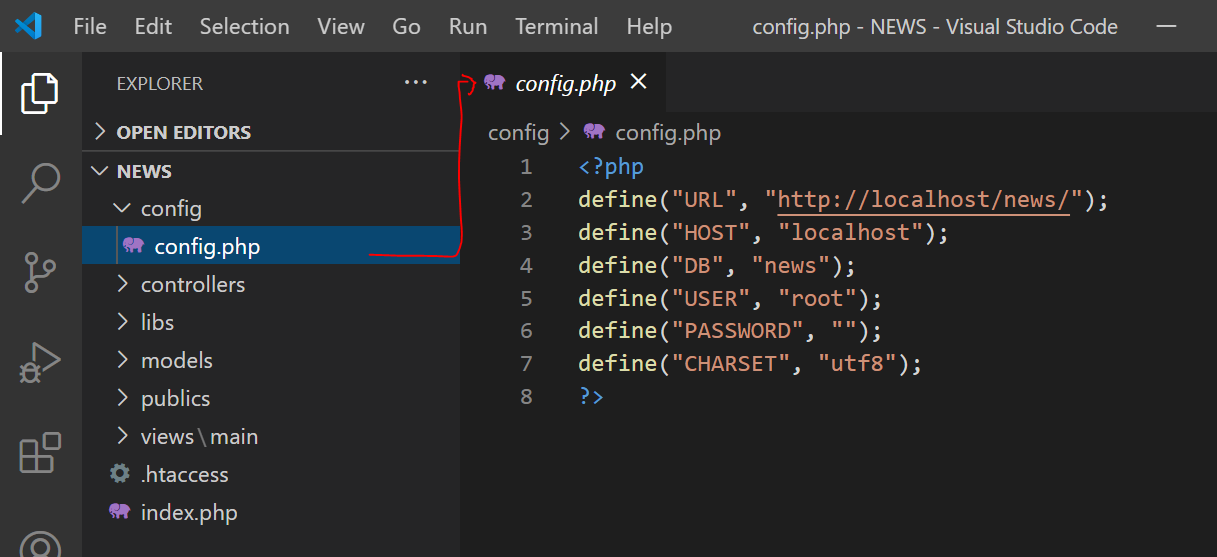 File Edit Selection View Go Run Terminal Help config.php - NEWS - Visual Studio Code
EXPLORER
OPEN EDITORS
NEWS
config
config.php
controllers
libs
models
publics
views\main
.htaccess
index.php
config.php
config > config.php
1 <?php
2 define("URL", "http://localhost/news/");
3 define("HOST", "localhost");
4 define("DB", "news");
5 define("USER", "root");
6 define("PASSWORD", "");
7 define("CHARSET", "utf8");
8 ?>